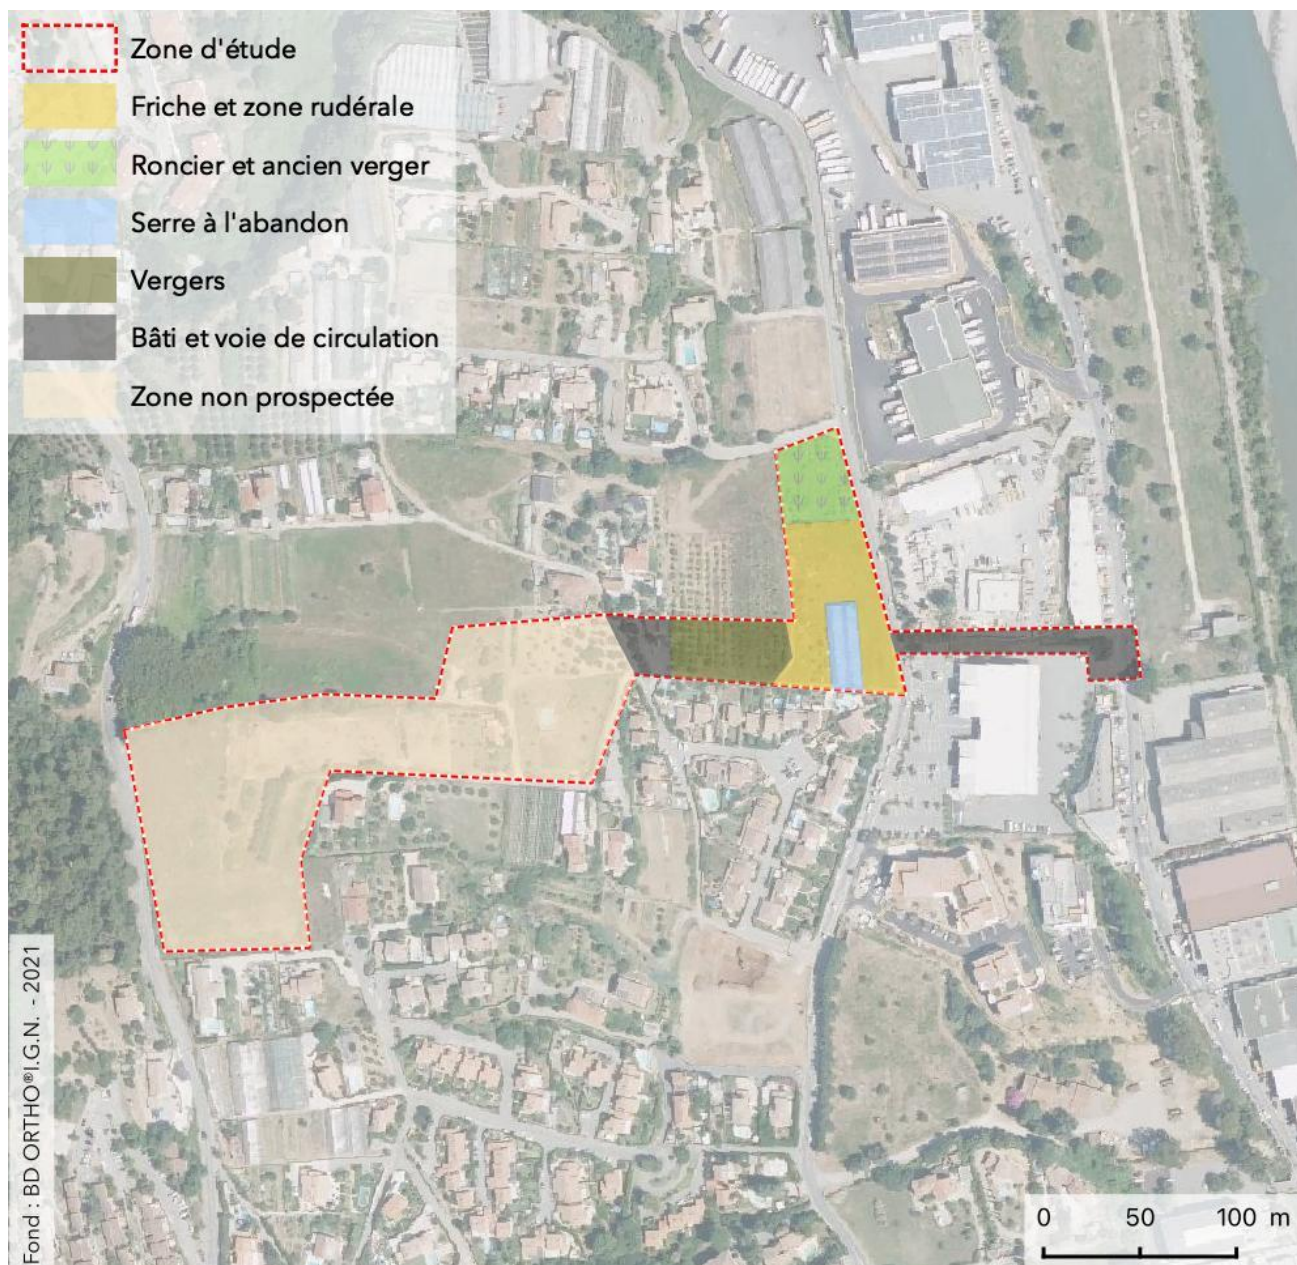 Zone d'étude
Friche et zone rudérale
Roncier et ancien verger
Serre à l'abandon
Vergers
Bâti et voie de circulation
Zone non prospectée
Fond : BD ORTHO®I.G.N. - 2021
0 50 100 m